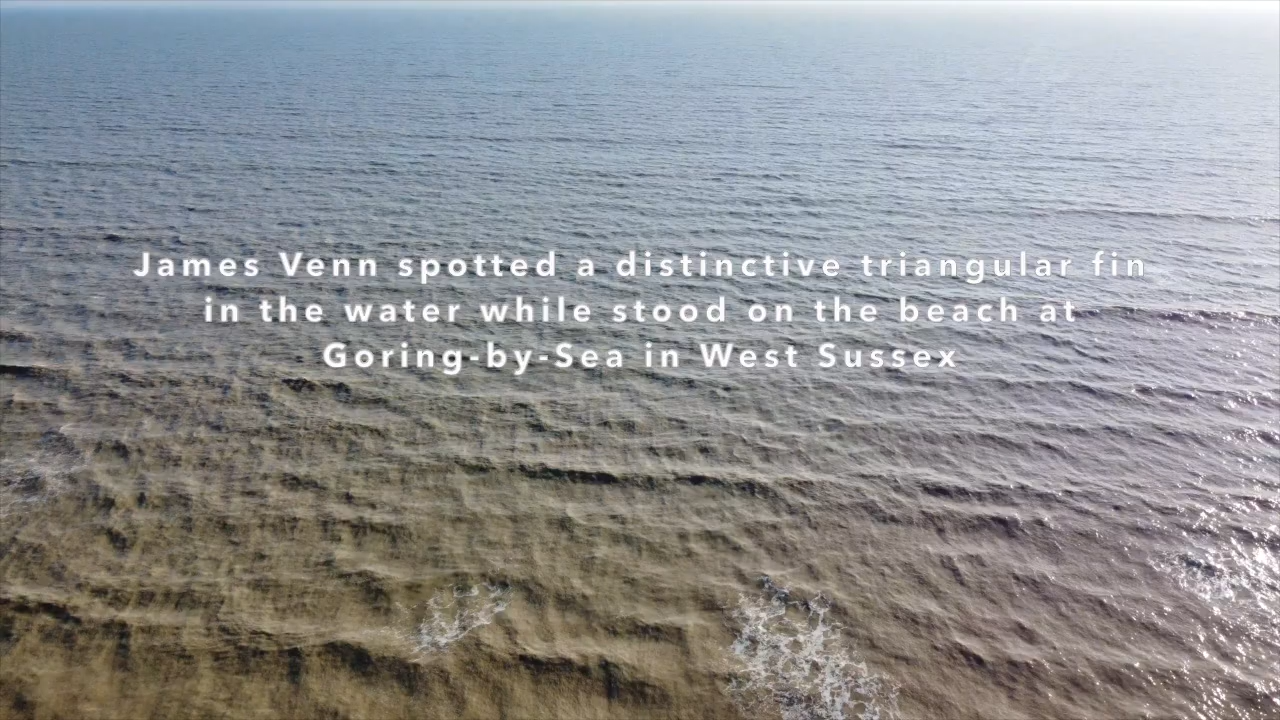 James Venn spotted a distinctive triangular fin
in the water while stood on the beach at
Goring-by-Sea in West Sussex